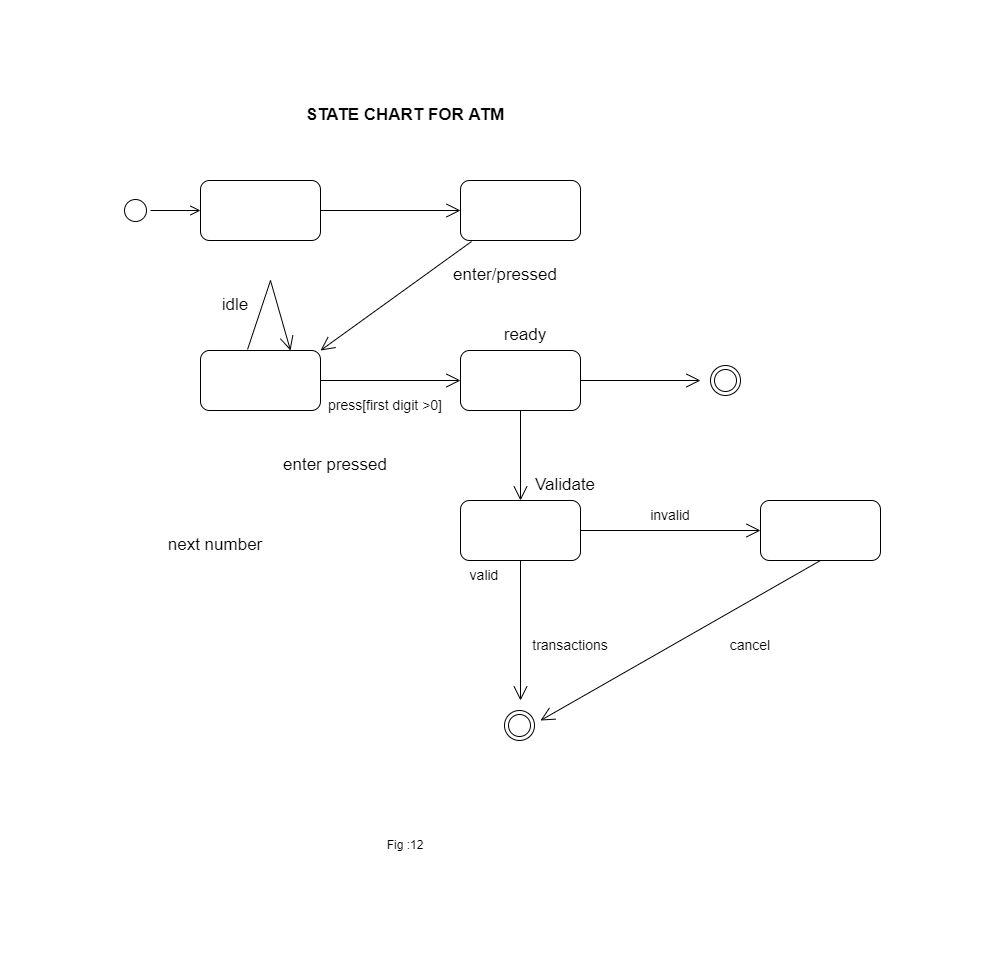 STATE CHART FOR ATM
enter/pressed
idle
ready
press[first digit >0]
enter pressed
Validate
invalid
next number
valid
transactions
cancel
Fig :12